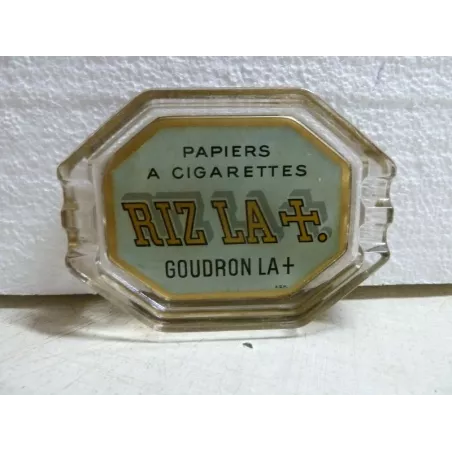 PAPIERS
A CIGARETTES
RIZ LA+.
GOUDRON LA+